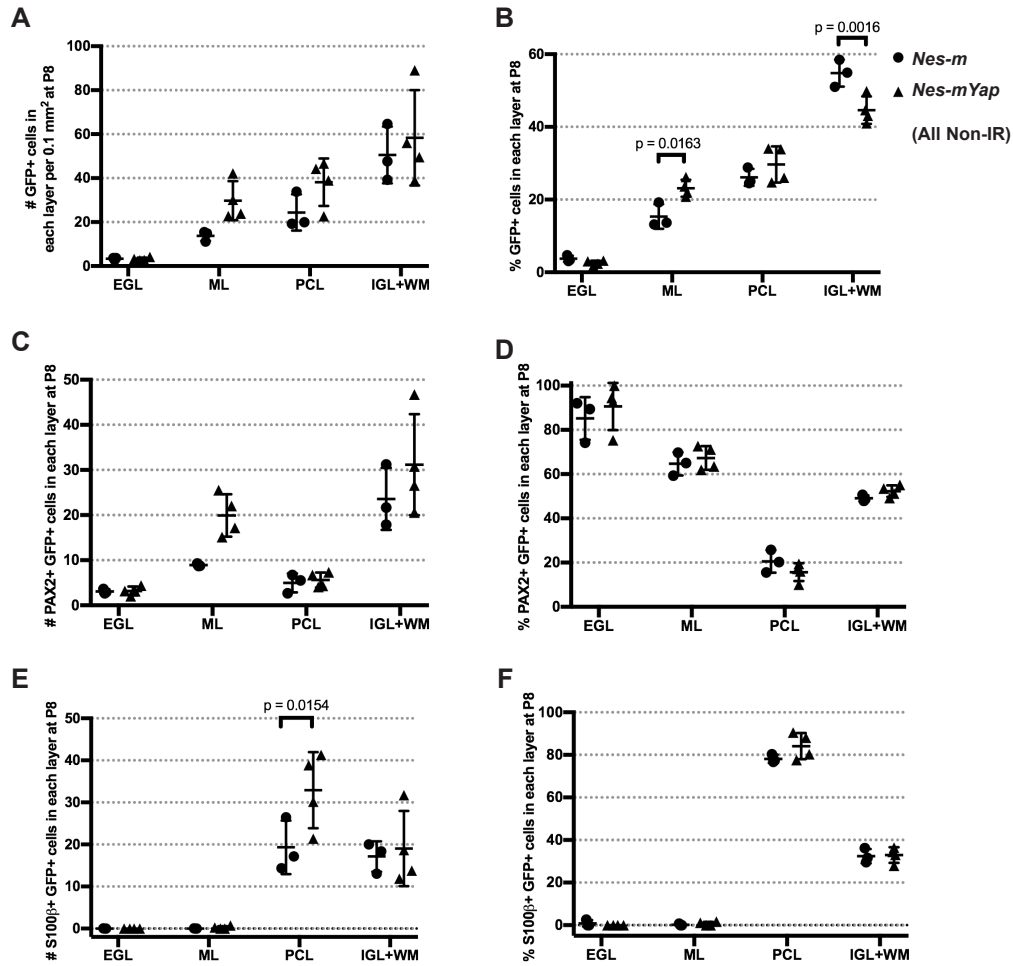 A
# GFP+ cells in
each layer per 0.1 mm² at P8
100
80
60
40
20
0
EGL ML PCL IGL+WM
B
% GFP+ cells in each layer at P8
60
40
20
0
p = 0.0163
p = 0.0016
EGL ML PCL IGL+WM
Nes-m
Nes-mYap
(All Non-IR)
C
# PAX2+ GFP+ cells in each layer at P8
50
40
30
20
10
0
EGL ML PCL IGL+WM
D
% PAX2+ GFP+ cells in each layer at P8
100
80
60
40
20
0
EGL ML PCL IGL+WM
E
# S100β+ GFP+ cells in each layer at P8
50
40
30
20
10
0
p = 0.0154
EGL ML PCL IGL+WM
F
% S100β+ GFP+ cells in each layer at P8
100
80
60
40
20
0
EGL ML PCL IGL+WM